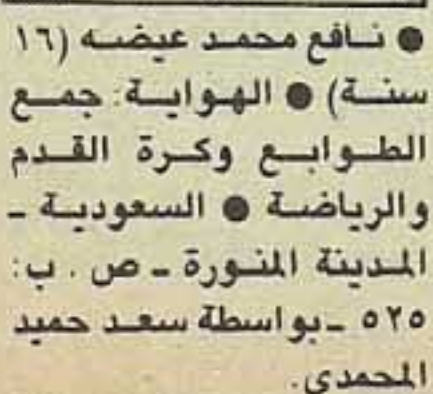 ● نافع محمد عيضه (١٦
سنة) ● الهواية: جمع
الطوابع وكرة القدم
والرياضة ● السعودية ـ
المدينة المنورة ـ ص . ب:
٥٢٥ ـ بواسطة سعد حميد
المحمدي.